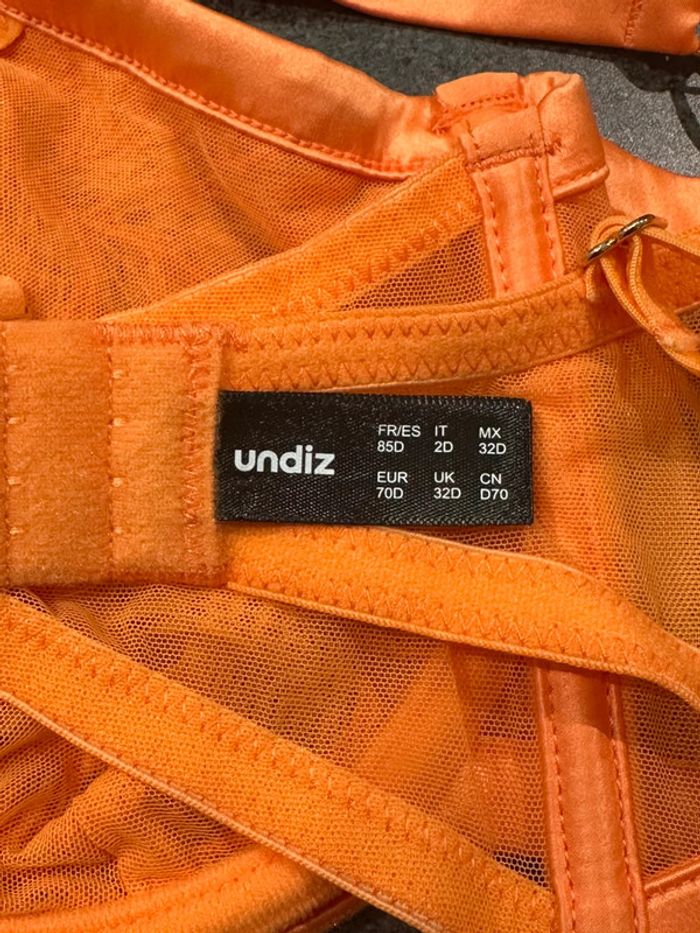 undiz
FR/ES IT MX
85D 2D 32D
EUR UK CN
70D 32D D70